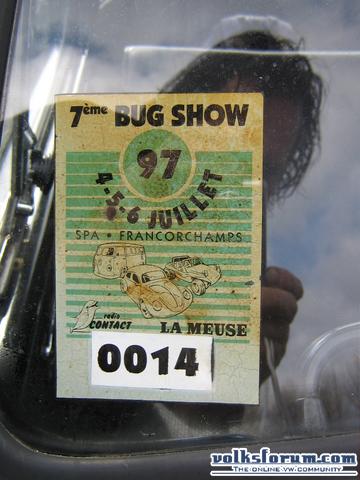 7ème BUG SHOW
97
4-5-6 JUILLET
SPA • FRANCORCHAMPS
radio
CONTACT
LA MEUSE
0014
volksforum.com
THE ONLINE VW COMMUNITY